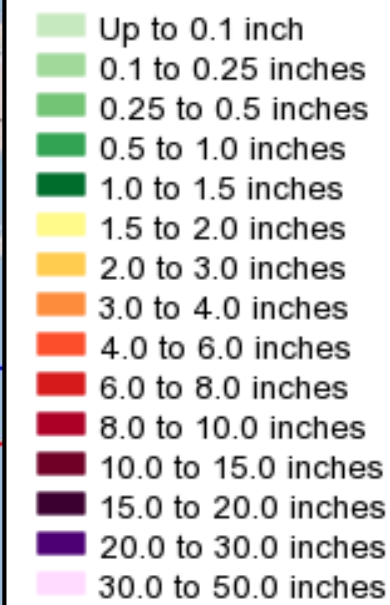 Up to 0.1 inch
0.1 to 0.25 inches
0.25 to 0.5 inches
0.5 to 1.0 inches
1.0 to 1.5 inches
1.5 to 2.0 inches
2.0 to 3.0 inches
3.0 to 4.0 inches
4.0 to 6.0 inches
6.0 to 8.0 inches
8.0 to 10.0 inches
10.0 to 15.0 inches
15.0 to 20.0 inches
20.0 to 30.0 inches
30.0 to 50.0 inches